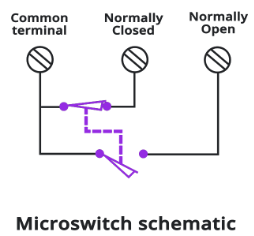 Common
terminal
Normally
Closed
Normally
Open
Microswitch schematic